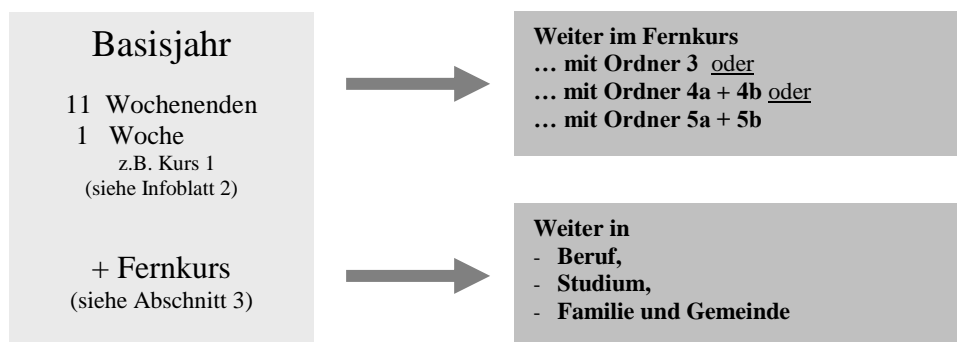 Basisjahr
11 Wochenenden
1 Woche
z.B. Kurs 1
(siehe Infoblatt 2)
+ Fernkurs
(siehe Abschnitt 3)
Weiter im Fernkurs
… mit Ordner 3 oder
… mit Ordner 4a + 4b oder
… mit Ordner 5a + 5b
Weiter in
- Beruf,
- Studium,
- Familie und Gemeinde